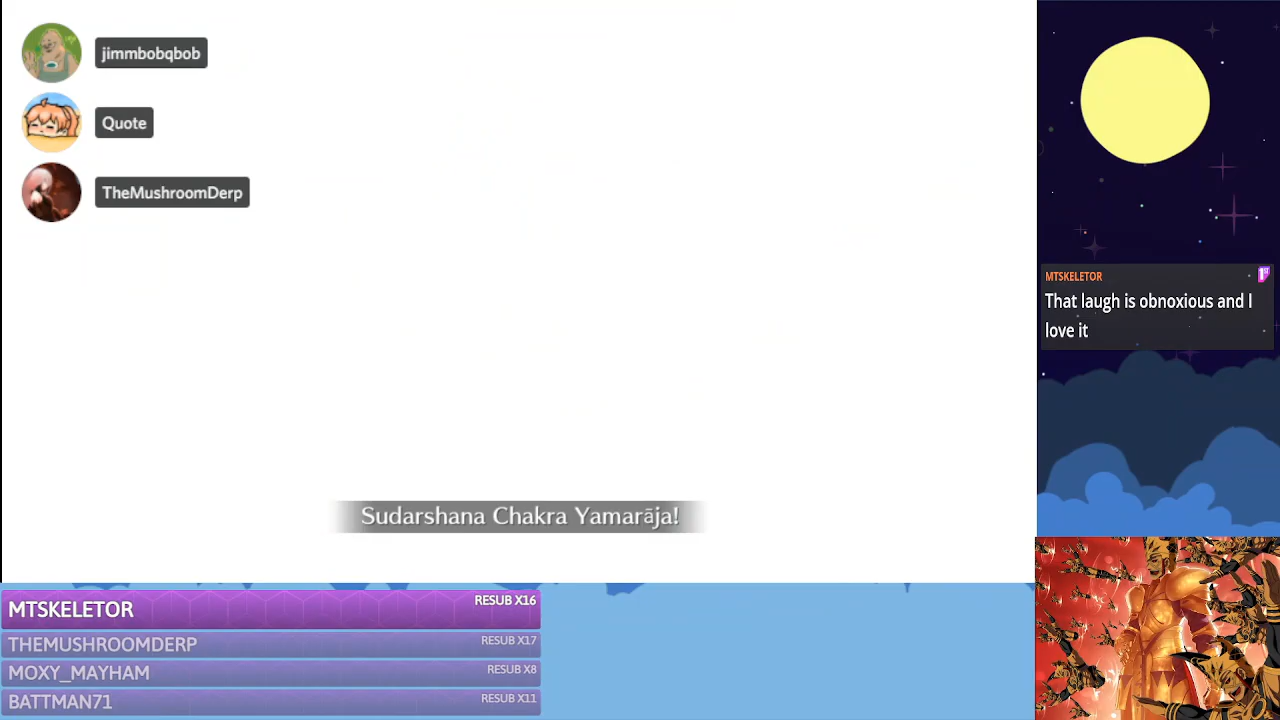 jimmbobqbob
Quote
TheMushroomDerp
MTSKELETOR
1ST
That laugh is obnoxious and I
love it
Sudarshana Chakra Yamarāja!
MTSKELETOR RESUB X16
THEMUSHROOMDERP RESUB X17
MOXY_MAYHAM RESUB X8
BATTMAN71 RESUB X11